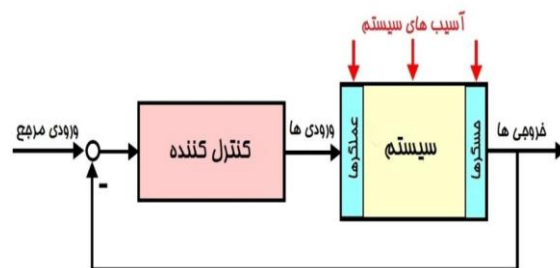 آسیب های سیستم
ورودی مرجع
کنترل کننده
ورودی ها
عملگرها
سیستم
حسگرها
خروجی ها
-